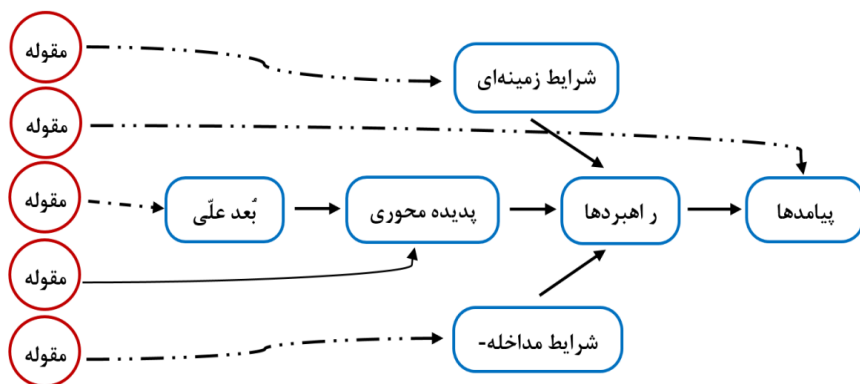 مقوله
شرایط زمینه‌ای
مقوله
مقوله
بُعد علّی
پدیده محوری
ر اهبردها
پیامدها
مقوله
مقوله
شرایط مداخله-